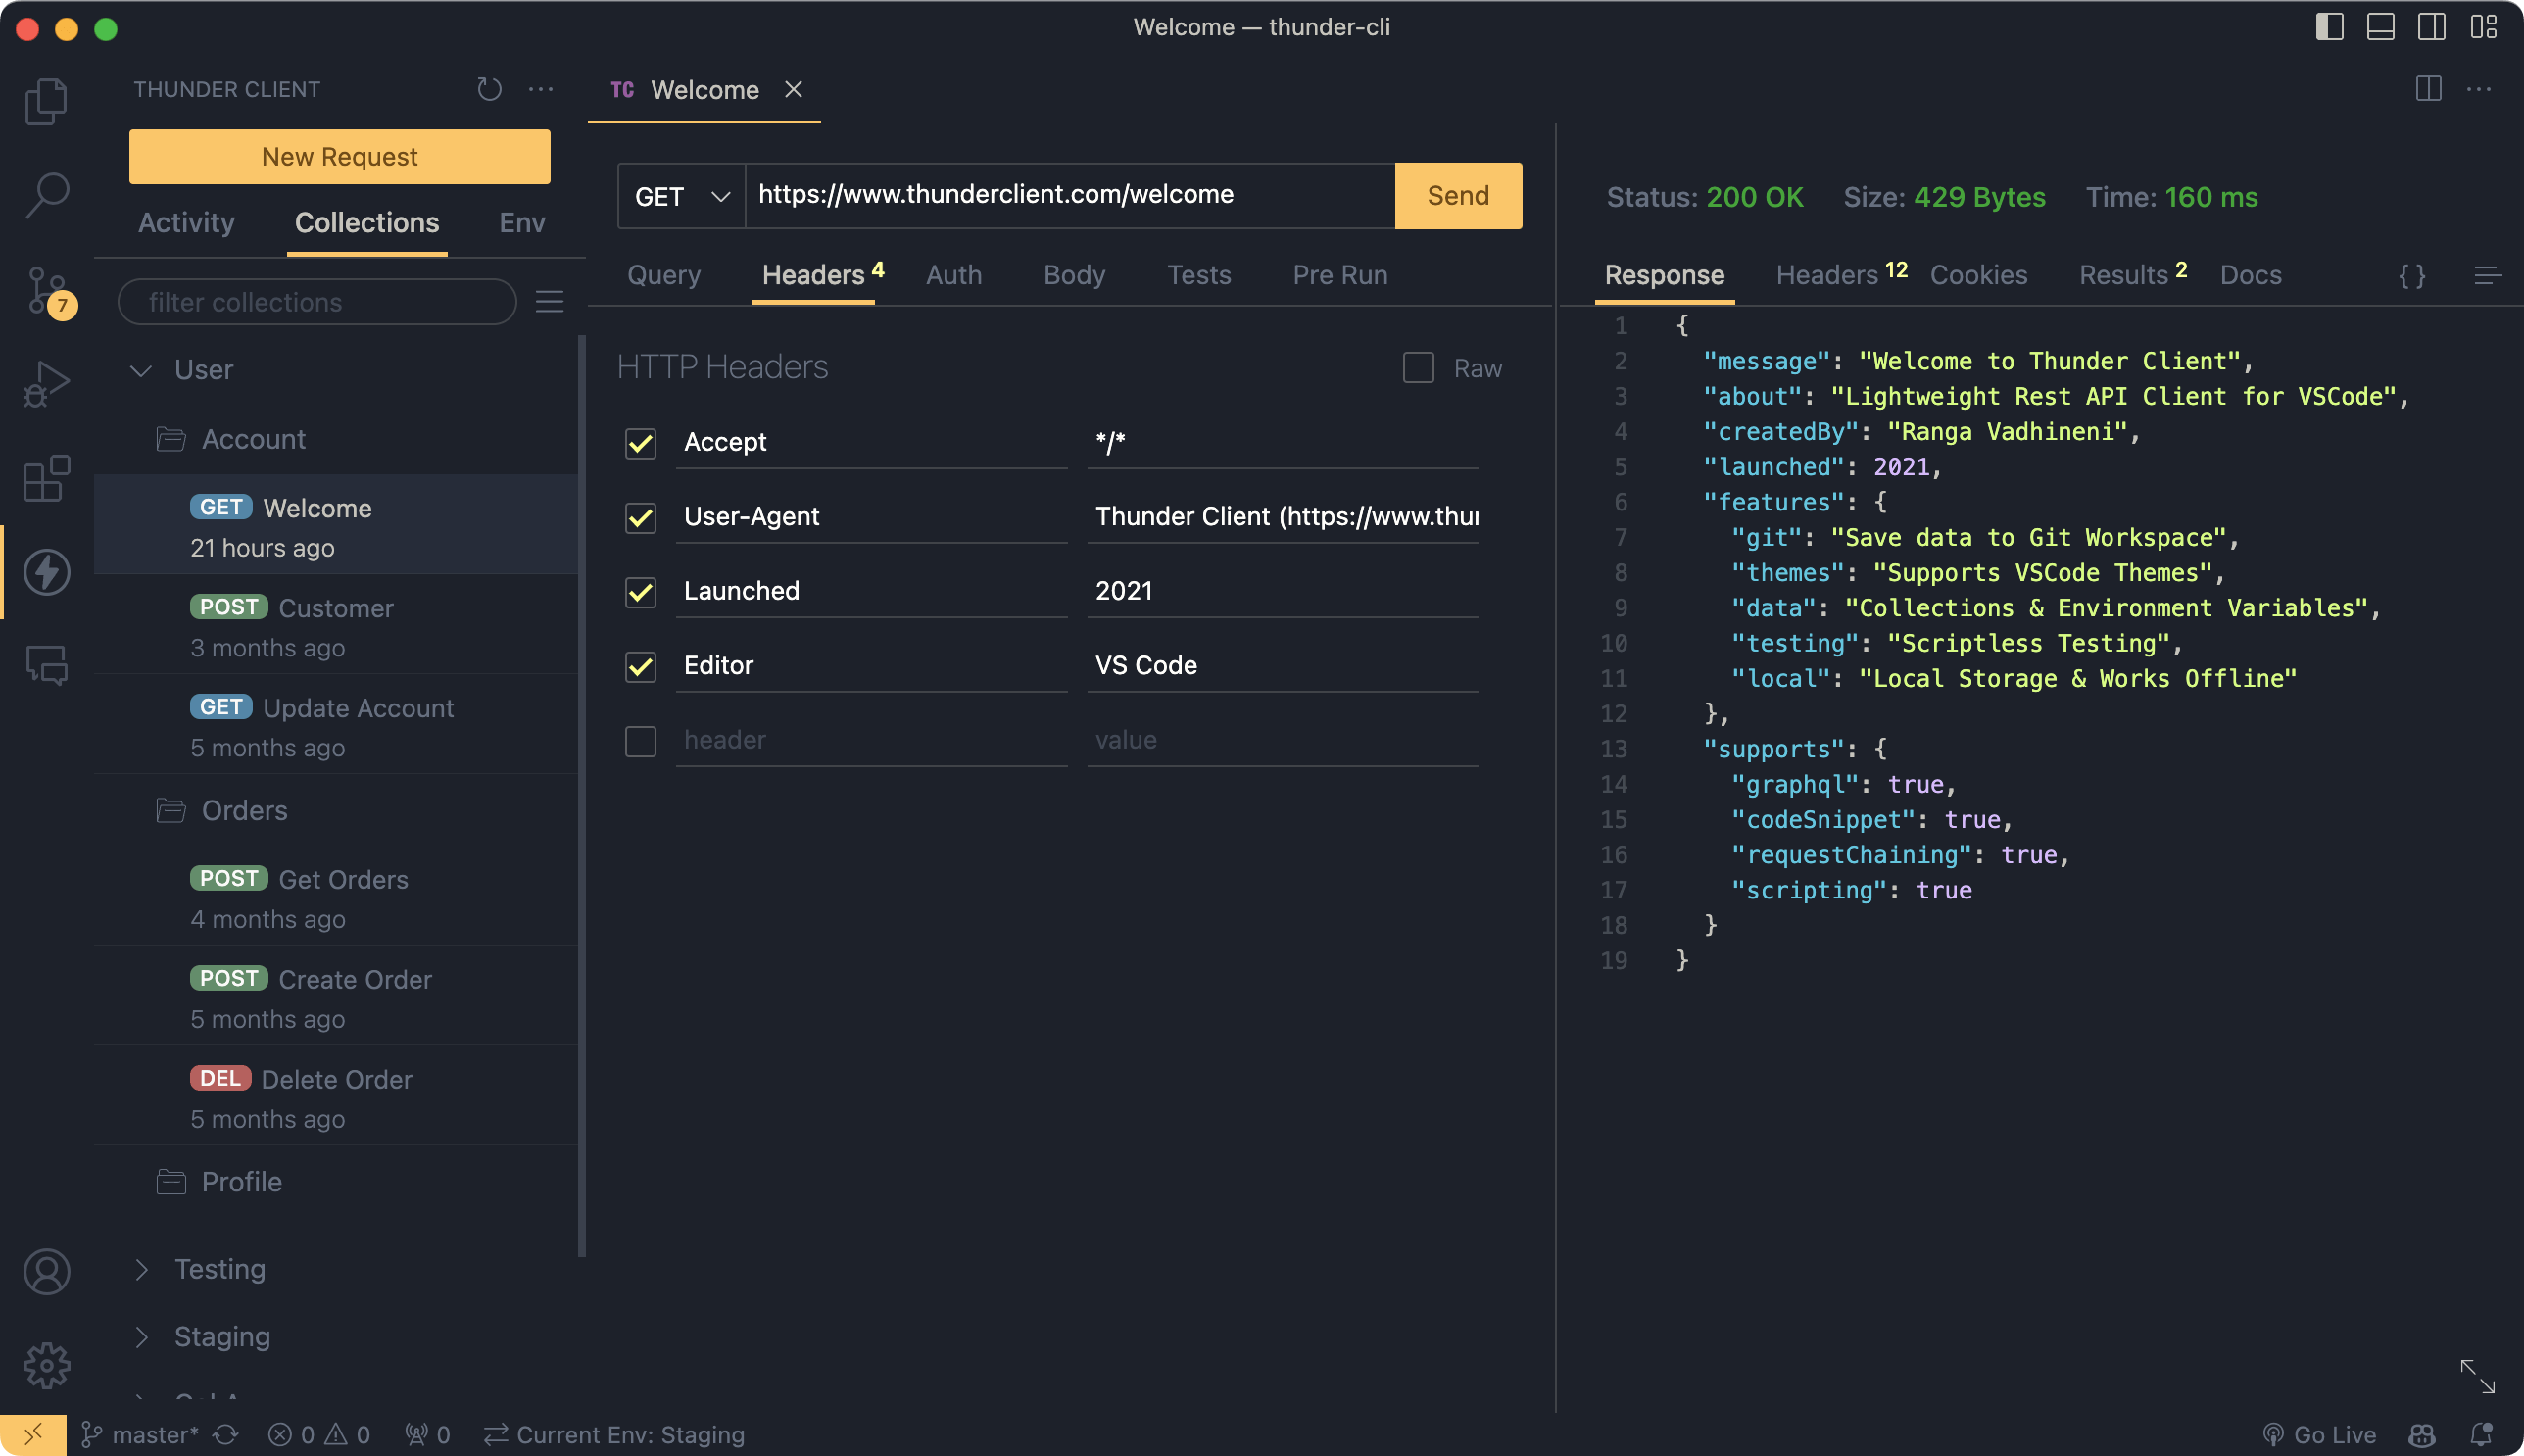 Welcome — thunder-cli
THUNDER CLIENT
New Request
Activity Collections Env
filter collections
7
User
Account
GET Welcome
21 hours ago
POST Customer
3 months ago
GET Update Account
5 months ago
Orders
POST Get Orders
4 months ago
POST Create Order
5 months ago
DEL Delete Order
5 months ago
Profile
Testing
Staging
TC Welcome
GET https://www.thunderclient.com/welcome Send
Query Headers 4 Auth Body Tests Pre Run
HTTP Headers Raw
Accept */*
User-Agent Thunder Client (https://www.thu
Launched 2021
Editor VS Code
header value
Status: 200 OK Size: 429 Bytes Time: 160 ms
Response Headers 12 Cookies Results 2 Docs { }
1 {
2 "message": "Welcome to Thunder Client",
3 "about": "Lightweight Rest API Client for VSCode",
4 "createdBy": "Ranga Vadhineni",
5 "launched": 2021,
6 "features": {
7 "git": "Save data to Git Workspace",
8 "themes": "Supports VSCode Themes",
9 "data": "Collections & Environment Variables",
10 "testing": "Scriptless Testing",
11 "local": "Local Storage & Works Offline"
12 },
13 "supports": {
14 "graphql": true,
15 "codeSnippet": true,
16 "requestChaining": true,
17 "scripting": true
18 }
19 }
master* 0 0 0 Current Env: Staging Go Live